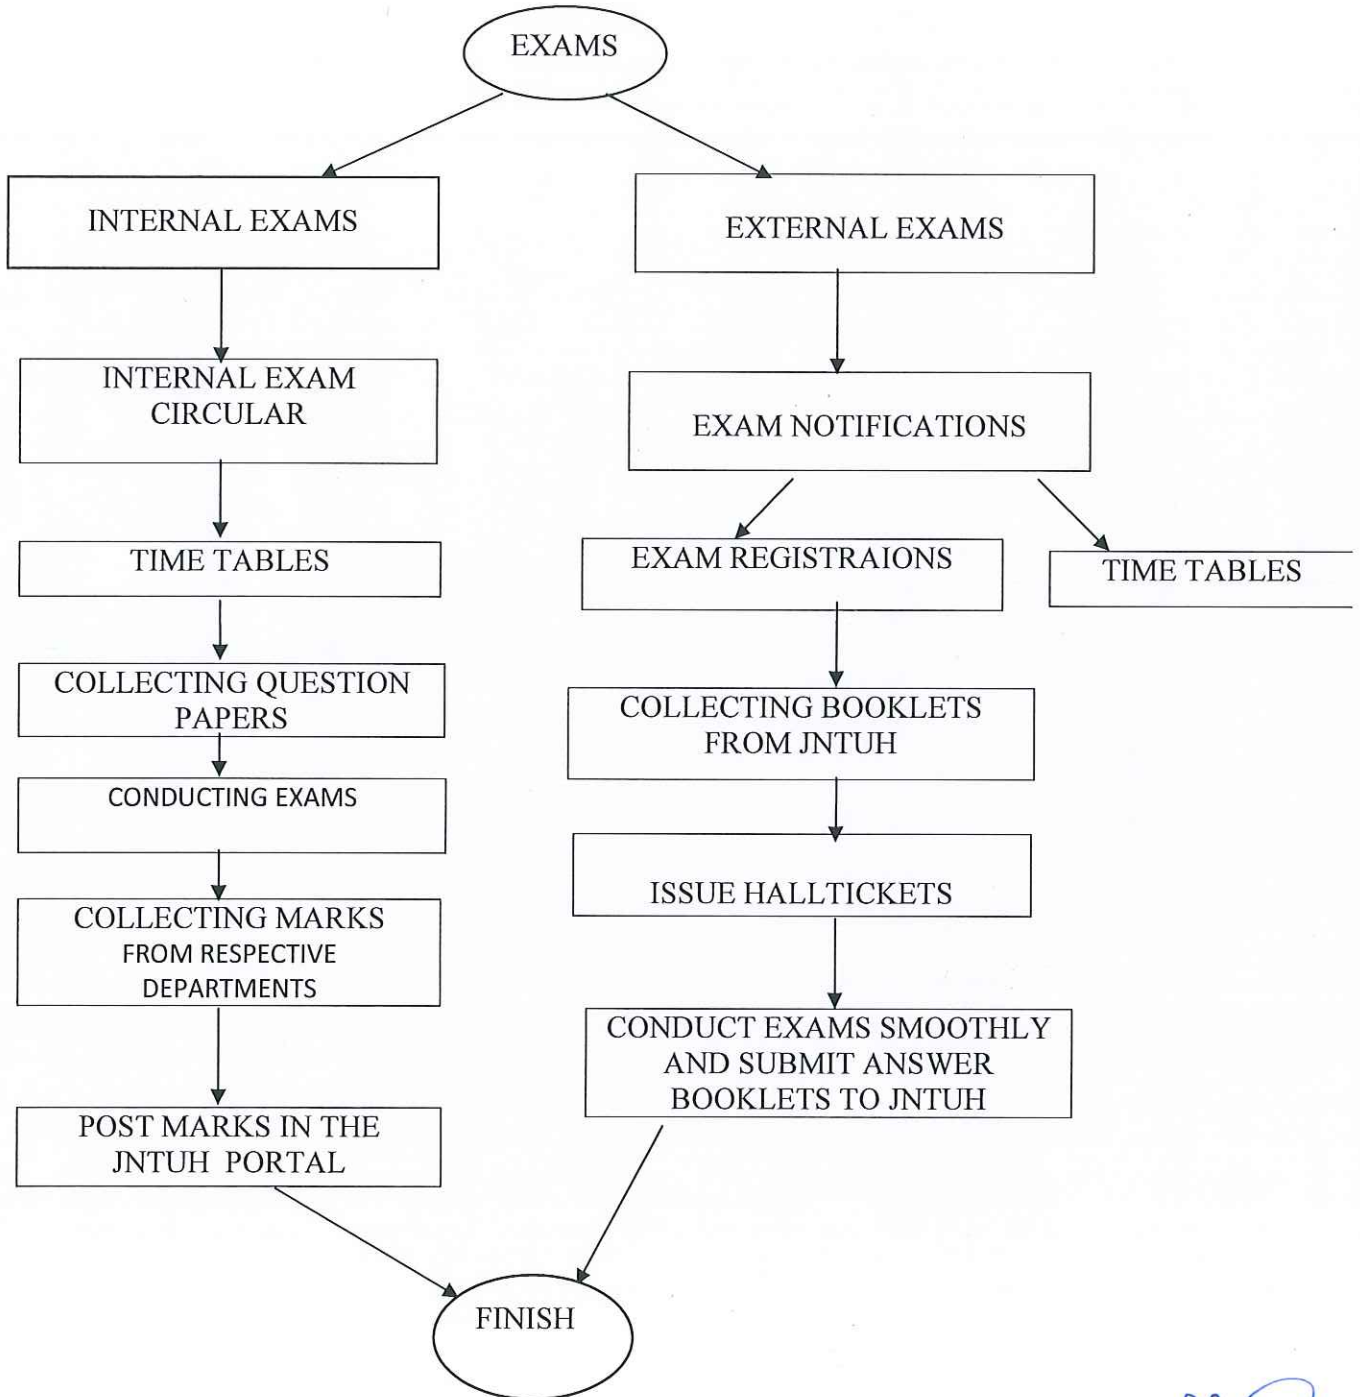 EXAMS
INTERNAL EXAMS
EXTERNAL EXAMS
INTERNAL EXAM
CIRCULAR
EXAM NOTIFICATIONS
TIME TABLES
EXAM REGISTRAIONS
TIME TABLES
COLLECTING QUESTION
PAPERS
COLLECTING BOOKLETS
FROM JNTUH
CONDUCTING EXAMS
ISSUE HALLTICKETS
COLLECTING MARKS
FROM RESPECTIVE
DEPARTMENTS
CONDUCT EXAMS SMOOTHLY
AND SUBMIT ANSWER
BOOKLETS TO JNTUH
POST MARKS IN THE
JNTUH PORTAL
FINISH